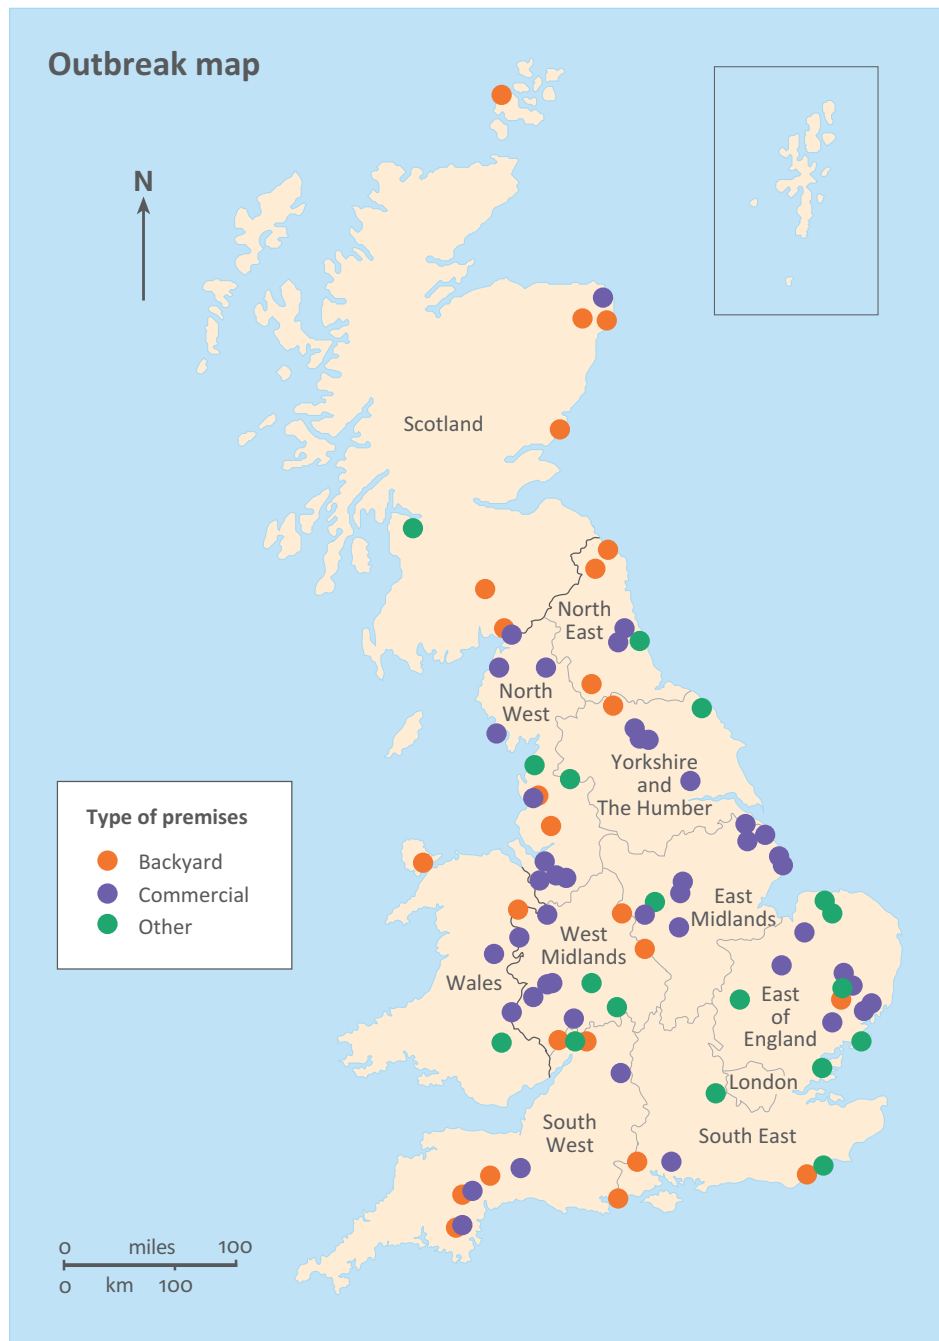 Outbreak map
N
Scotland
North
East
North
West
Yorkshire
and
The Humber
Type of premises
Backyard
Commercial
Other
East
Midlands
West
Midlands
Wales
East
of
England
London
South
West
South East
0 miles 100
0 km 100